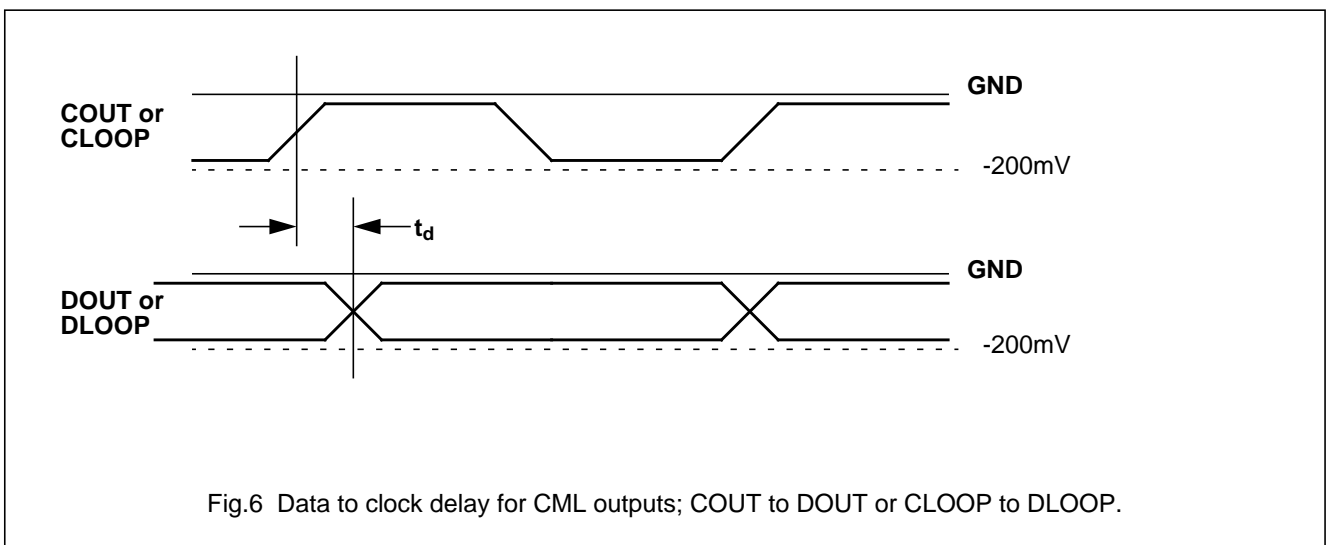 GND
COUT or
CLOOP
-200mV
td
GND
DOUT or
DLOOP
-200mV
Fig.6 Data to clock delay for CML outputs; COUT to DOUT or CLOOP to DLOOP.